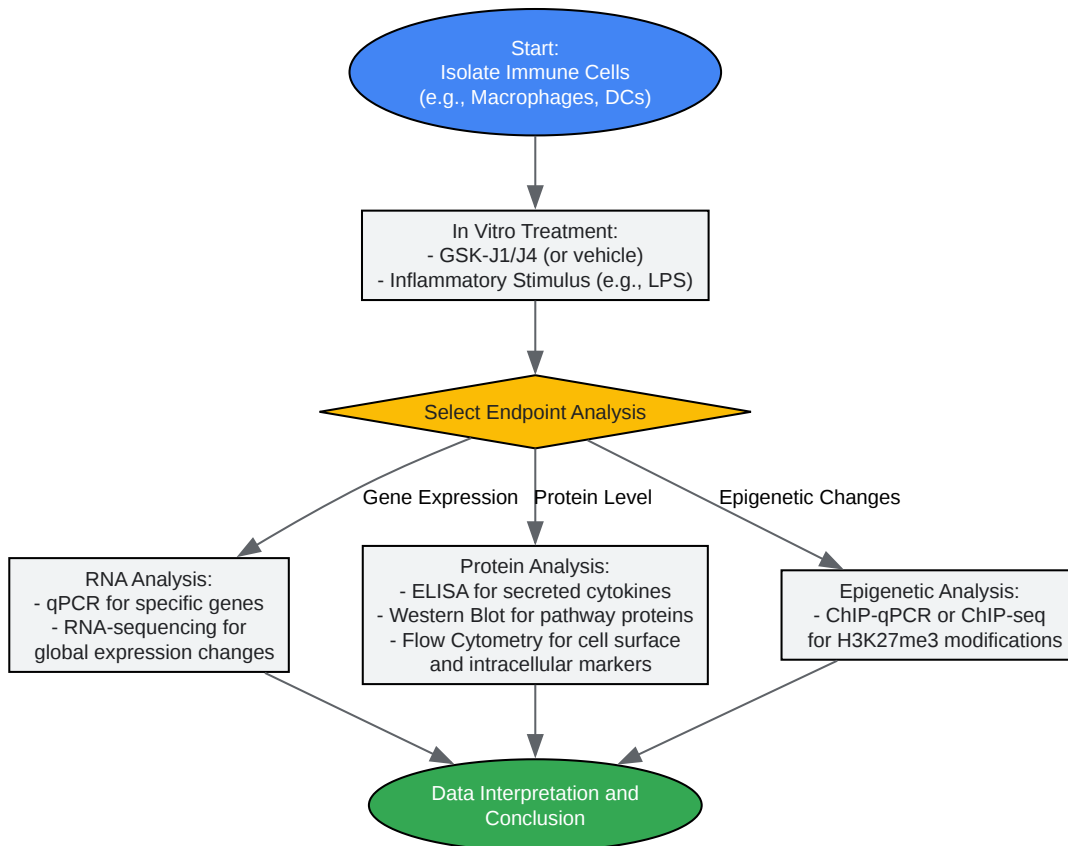 Start:
Isolate Immune Cells
(e.g., Macrophages, DCs)
In Vitro Treatment:
- GSK-J1/J4 (or vehicle)
- Inflammatory Stimulus (e.g., LPS)
Select Endpoint Analysis
Gene Expression
Protein Level
Epigenetic Changes
RNA Analysis:
- qPCR for specific genes
- RNA-sequencing for
global expression changes
Protein Analysis:
- ELISA for secreted cytokines
- Western Blot for pathway proteins
- Flow Cytometry for cell surface
and intracellular markers
Epigenetic Analysis:
- ChIP-qPCR or ChIP-seq
for H3K27me3 modifications
Data Interpretation and
Conclusion